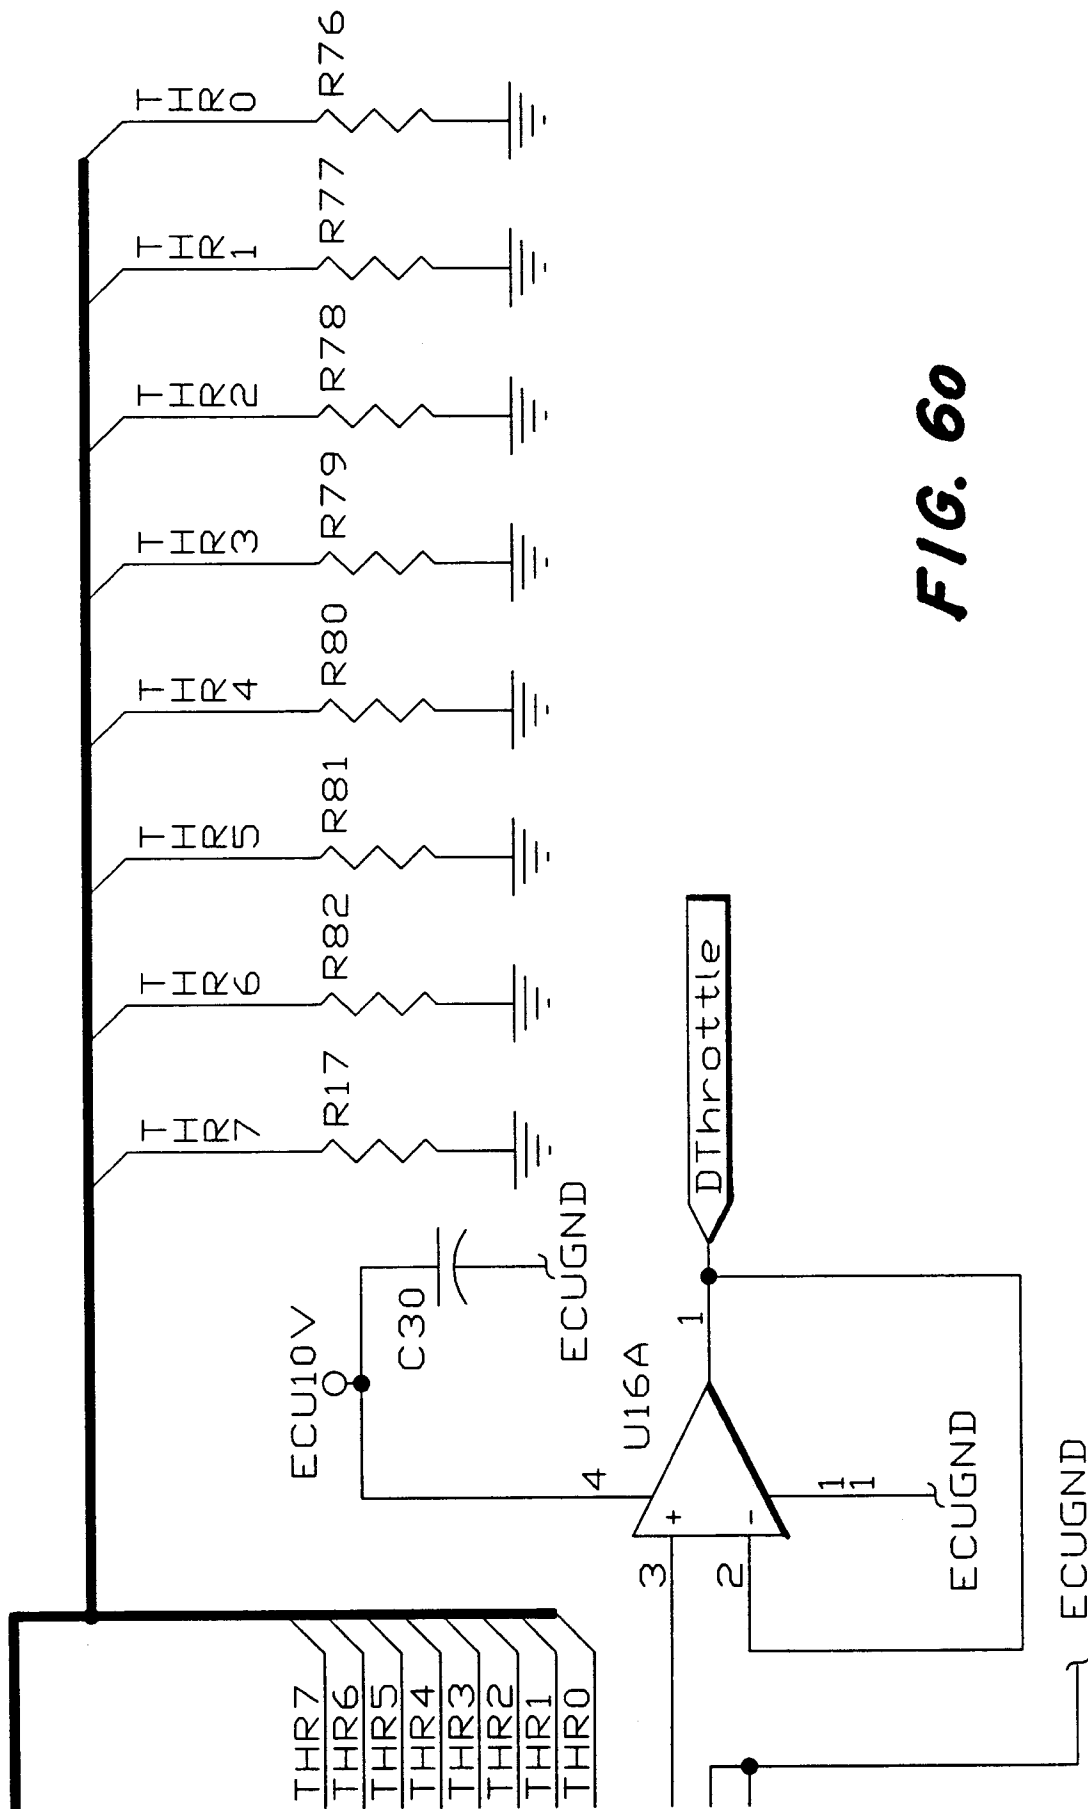 THR7
THR6
THR5
THR4
THR3
THR2
THR1
THR0
THR7
R17
THR6
R82
THR5
R81
THR4
R80
THR3
R79
THR2
R78
THR1
R77
THR0
R76
ECU10V
C30
ECUGND
U16A
4
3
+
2
-
1
11
ECUGND
DThrottle
ECUGND
FIG. 60